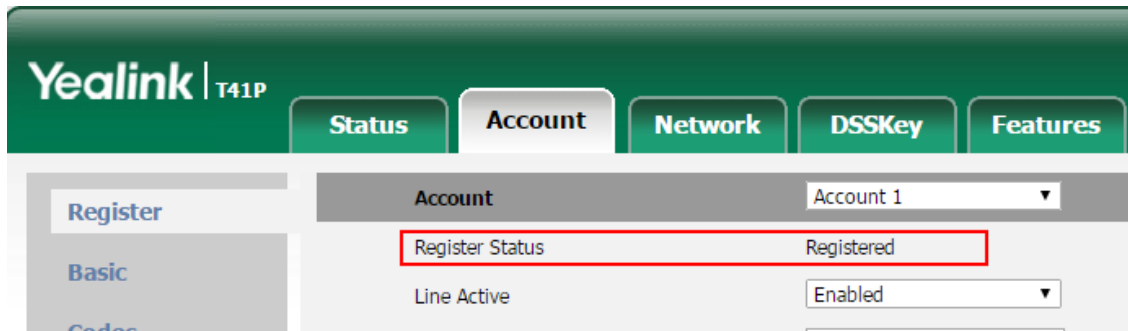 Yealink | T41P
Status Account Network DSSKey Features
Register
Basic
Account Account 1
Register Status Registered
Line Active Enabled